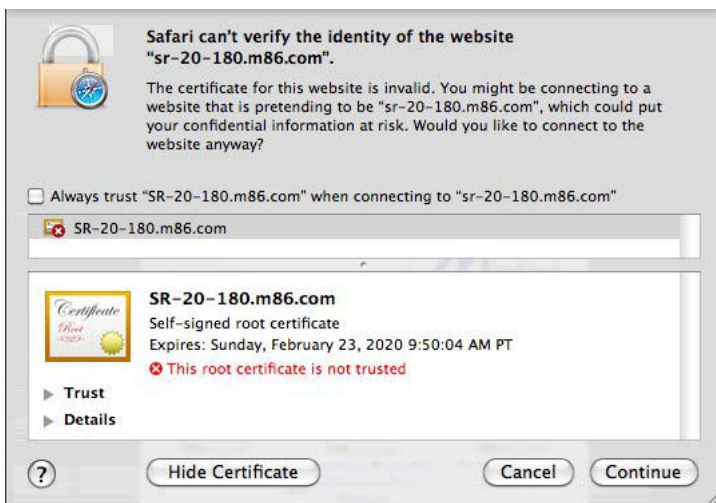 Safari can't verify the identity of the website
"sr-20-180.m86.com".
The certificate for this website is invalid. You might be connecting to a
website that is pretending to be "sr-20-180.m86.com", which could put
your confidential information at risk. Would you like to connect to the
website anyway?
Always trust "SR-20-180.m86.com" when connecting to "sr-20-180.m86.com"
SR-20-180.m86.com
Certificate
Root
SR-20-180.m86.com
Self-signed root certificate
Expires: Sunday, February 23, 2020 9:50:04 AM PT
This root certificate is not trusted
Trust
Details
? Hide Certificate Cancel Continue